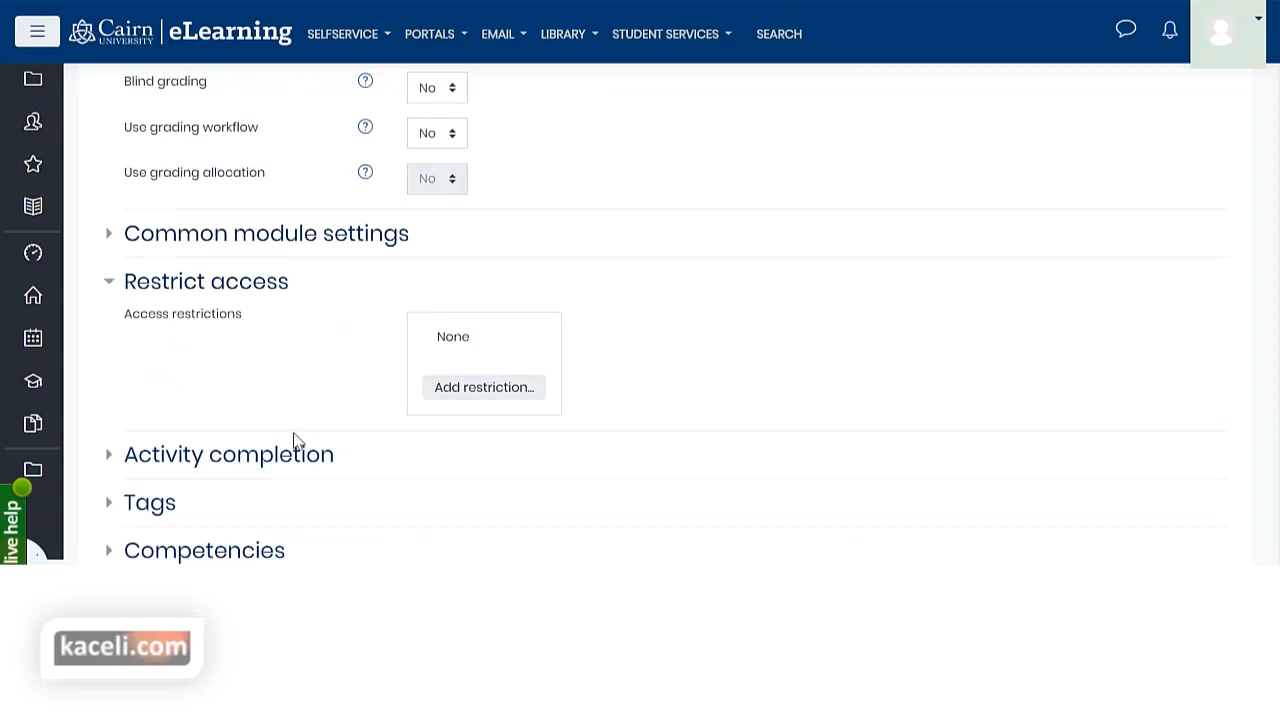 Cairn UNIVERSITY eLearning SELFSERVICE PORTALS EMAIL LIBRARY STUDENT SERVICES SEARCH
Blind grading No
Use grading workflow No
Use grading allocation No
Common module settings
Restrict access
Access restrictions
None
Add restriction...
Activity completion
Tags
Competencies
live help
kaceli.com